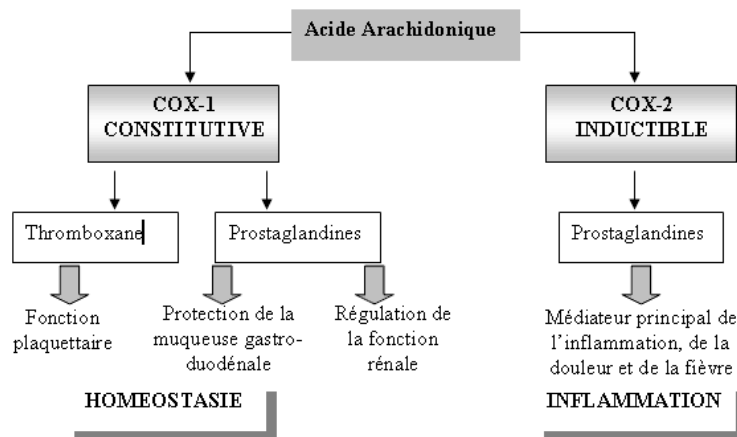 Acide Arachidonique
COX-1
CONSTITUTIVE
COX-2
INDUCTIBLE
Thromboxane
Prostaglandines
Prostaglandines
Fonction
plaquettaire
Protection de la
muqueuse gastro-
duodénale
Régulation de
la fonction
rénale
Médiateur principal de
l'inflammation, de la
douleur et de la fièvre
HOMEOSTASIE
INFLAMMATION